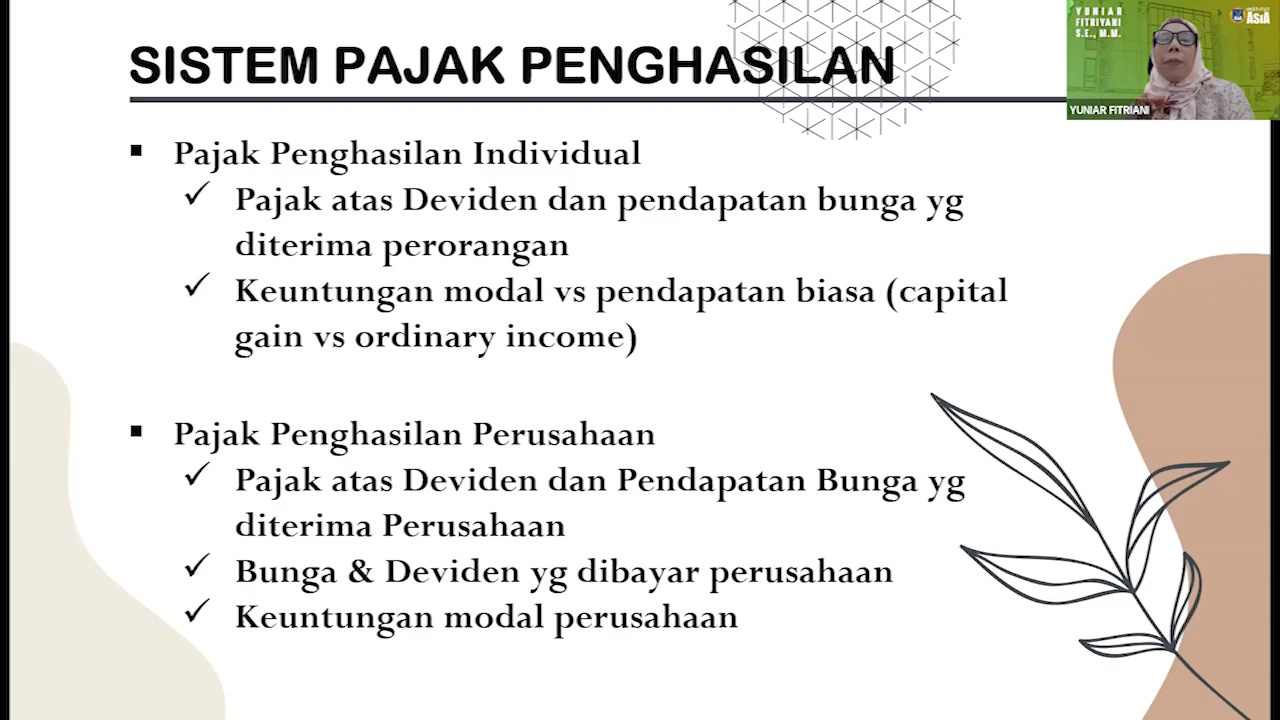 SISTEM PAJAK PENGHASILAN
▪ Pajak Penghasilan Individual
✓ Pajak atas Deviden dan pendapatan bunga yg
diterima perorangan
✓ Keuntungan modal vs pendapatan biasa (capital
gain vs ordinary income)
▪ Pajak Penghasilan Perusahaan
✓ Pajak atas Deviden dan Pendapatan Bunga yg
diterima Perusahaan
✓ Bunga & Deviden yg dibayar perusahaan
✓ Keuntungan modal perusahaan
YUNIAR
FITRIYANI
S.E., M.M.
INSTITUT
ASIA
YUNIAR FITRIANI